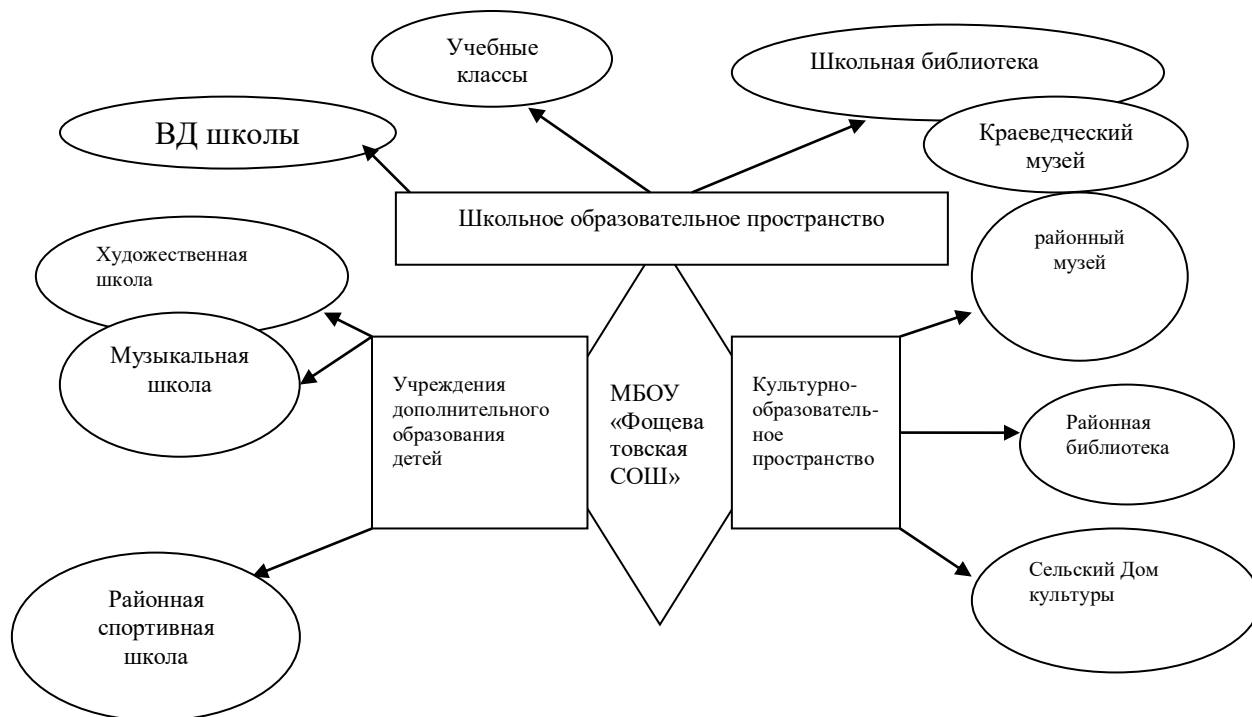 Учебные
классы
Школьная библиотека
ВД школы
Краеведческий
музей
Школьное образовательное пространство
Художественная
школа
районный
музей
Музыкальная
школа
Учреждения
дополнительного
образования
детей
МБОУ
«Фощева
товская
СОШ»
Культурно-
образователь-
ное
пространство
Районная
библиотека
Сельский Дом
культуры
Районная
спортивная
школа